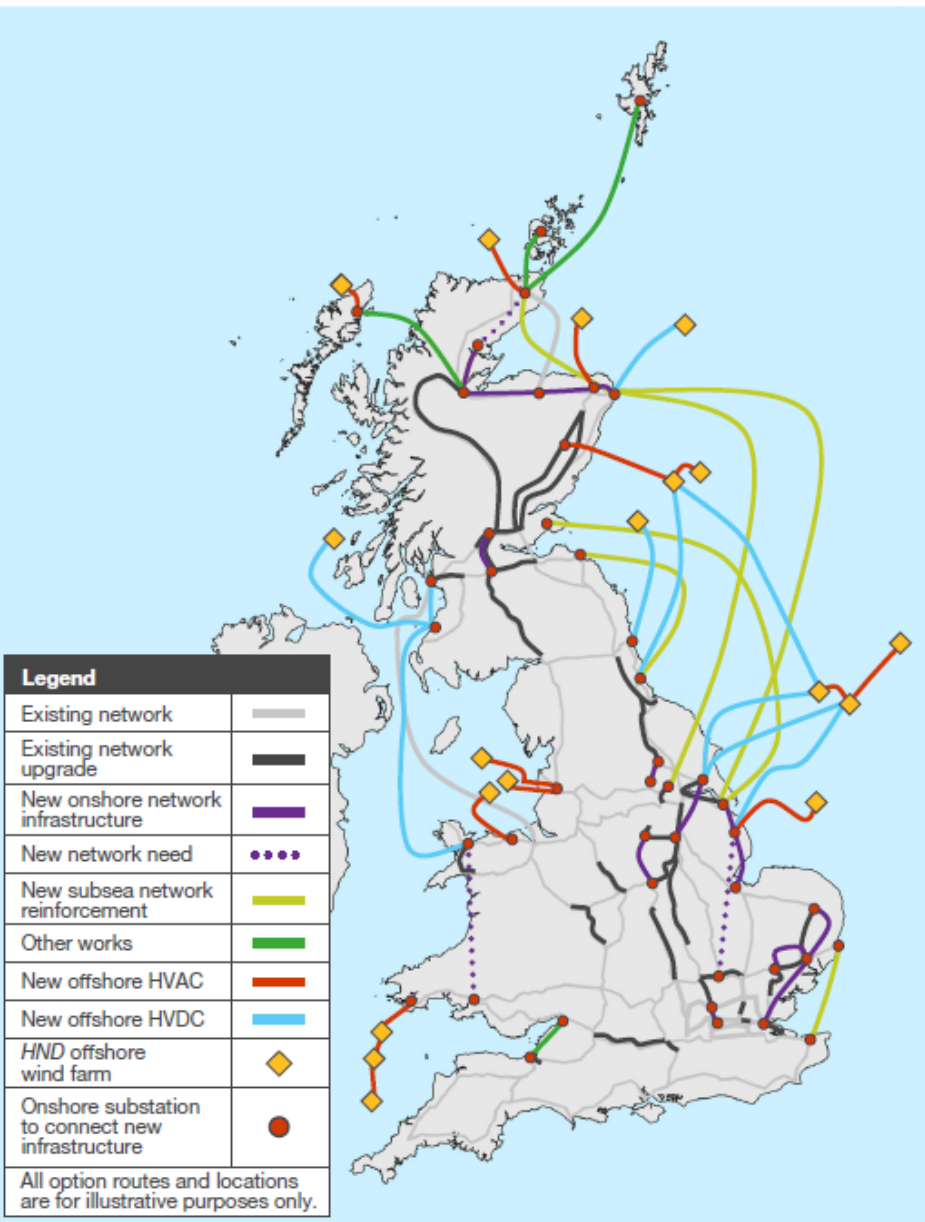 Legend
Existing network
Existing network
upgrade
New onshore network
infrastructure
New network need
New subsea network
reinforcement
Other works
New offshore HVAC
New offshore HVDC
HND offshore
wind farm
Onshore substation
to connect new
infrastructure
All option routes and locations
are for illustrative purposes only.